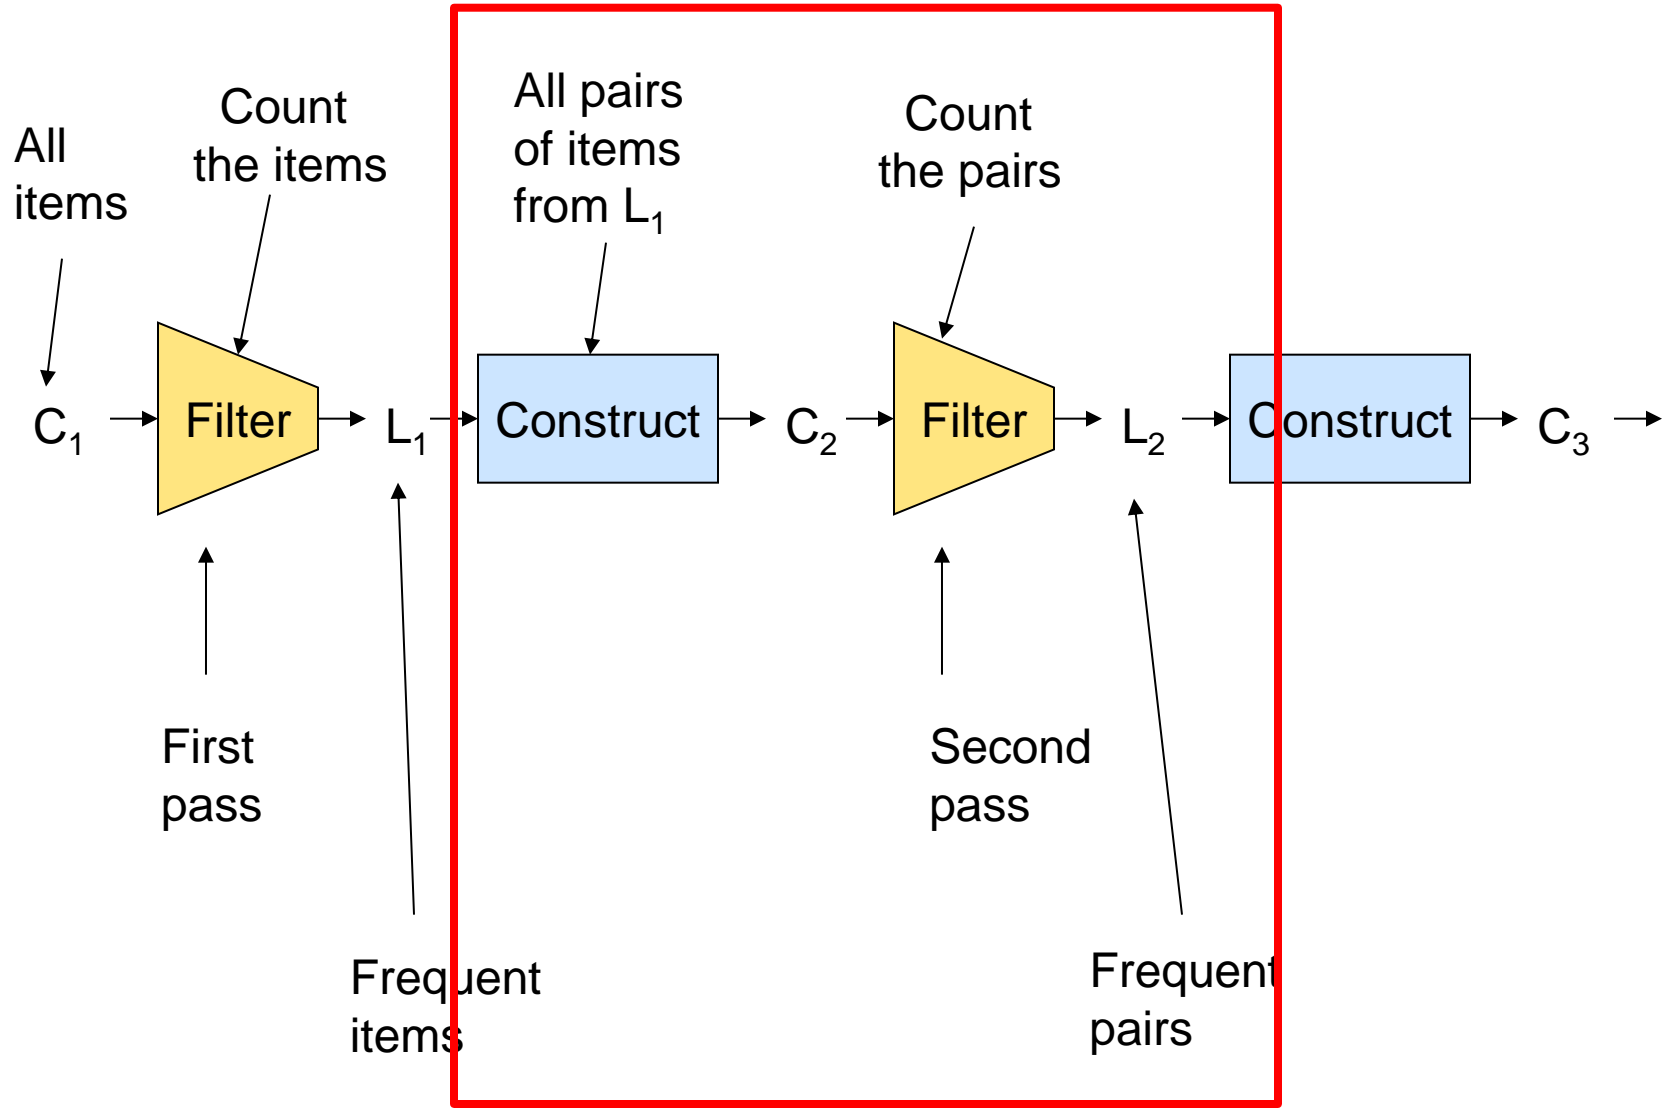 All
items
Count
the items
All pairs
of items
from L₁
Count
the pairs
C₁
Filter
L₁
Construct
C₂
Filter
L₂
Construct
C₃
First
pass
Second
pass
Frequent
items
Frequent
pairs